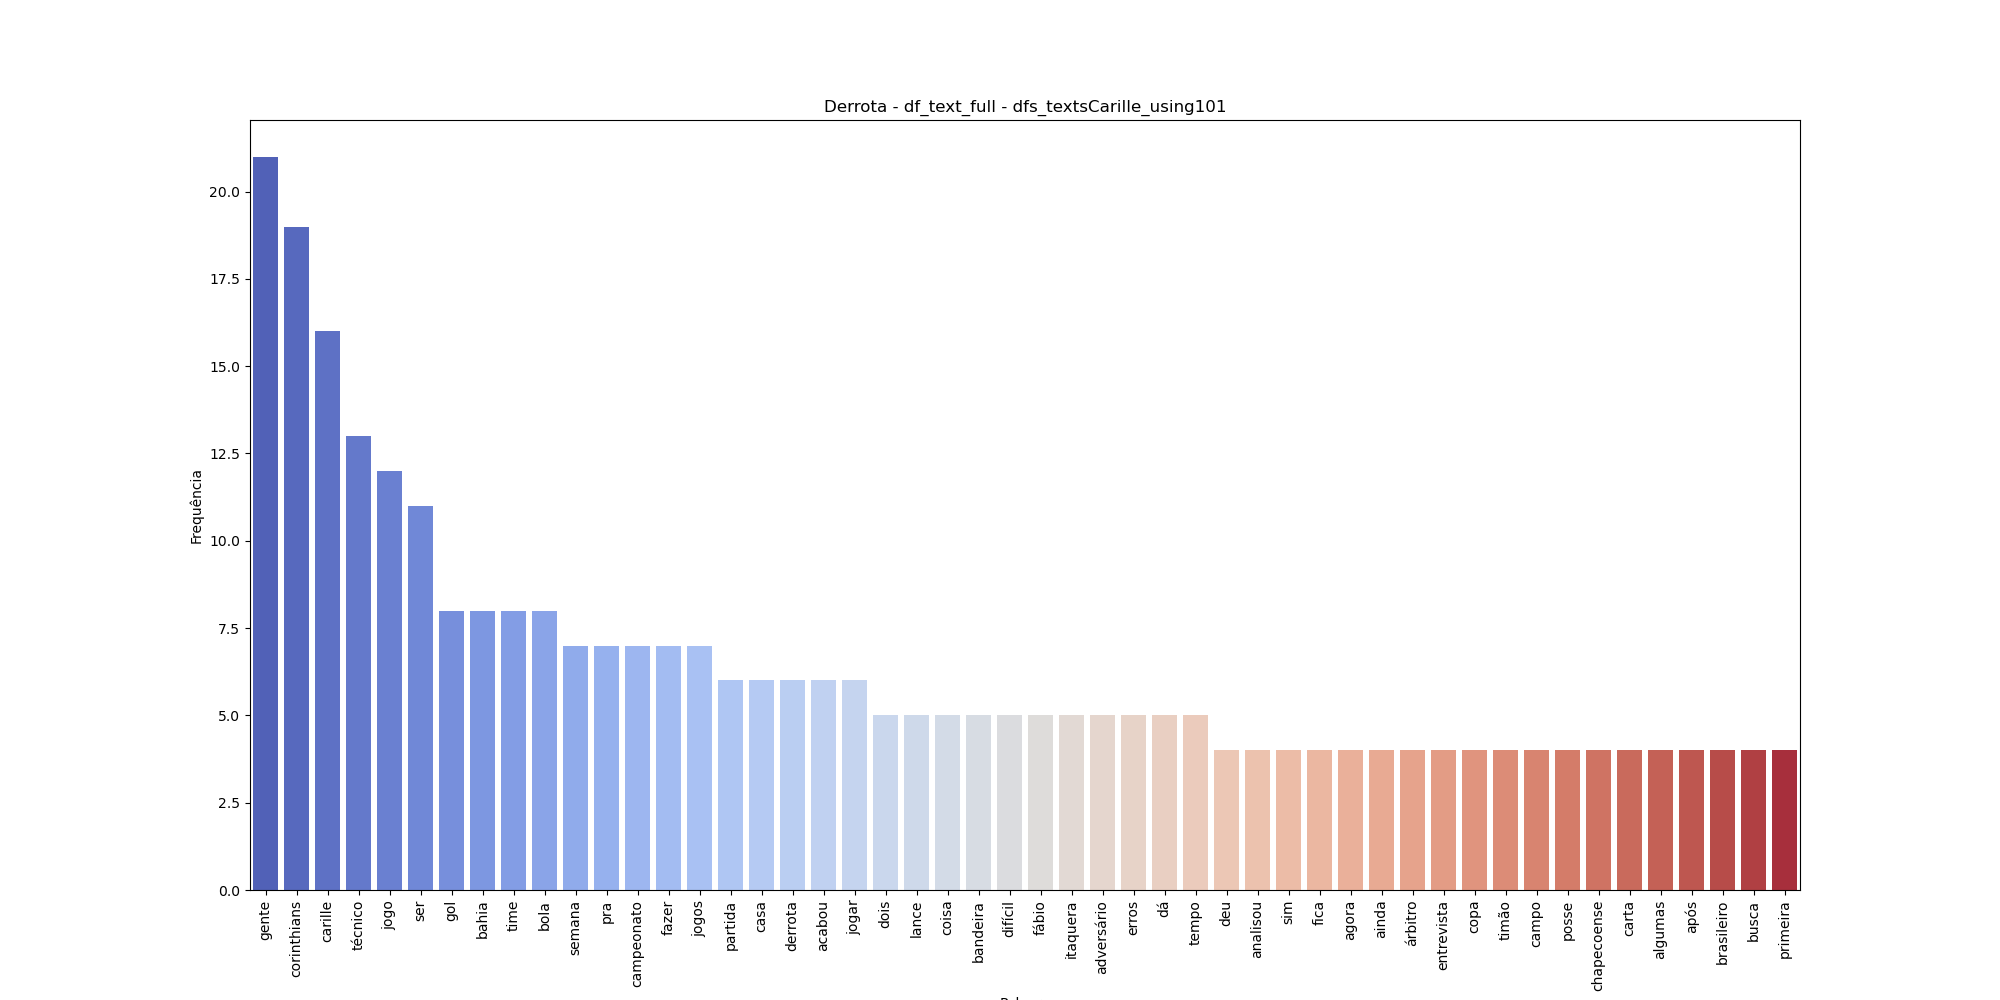 Derrota - df_text_full - dfs_textsCarille_using101
Frequência
20.0
17.5
15.0
12.5
10.0
7.5
5.0
2.5
0.0
gente
corinthians
carille
técnico
jogo
ser
gol
bahia
time
bola
semana
pra
campeonato
fazer
jogos
partida
casa
derrota
acabou
jogar
dois
lance
coisa
bandeira
difícil
fábio
itaquera
adversário
erros
dá
tempo
deu
analisou
sim
fica
agora
ainda
árbitro
entrevista
copa
timão
campo
posse
chapecoense
carta
algumas
após
brasileiro
busca
primeira